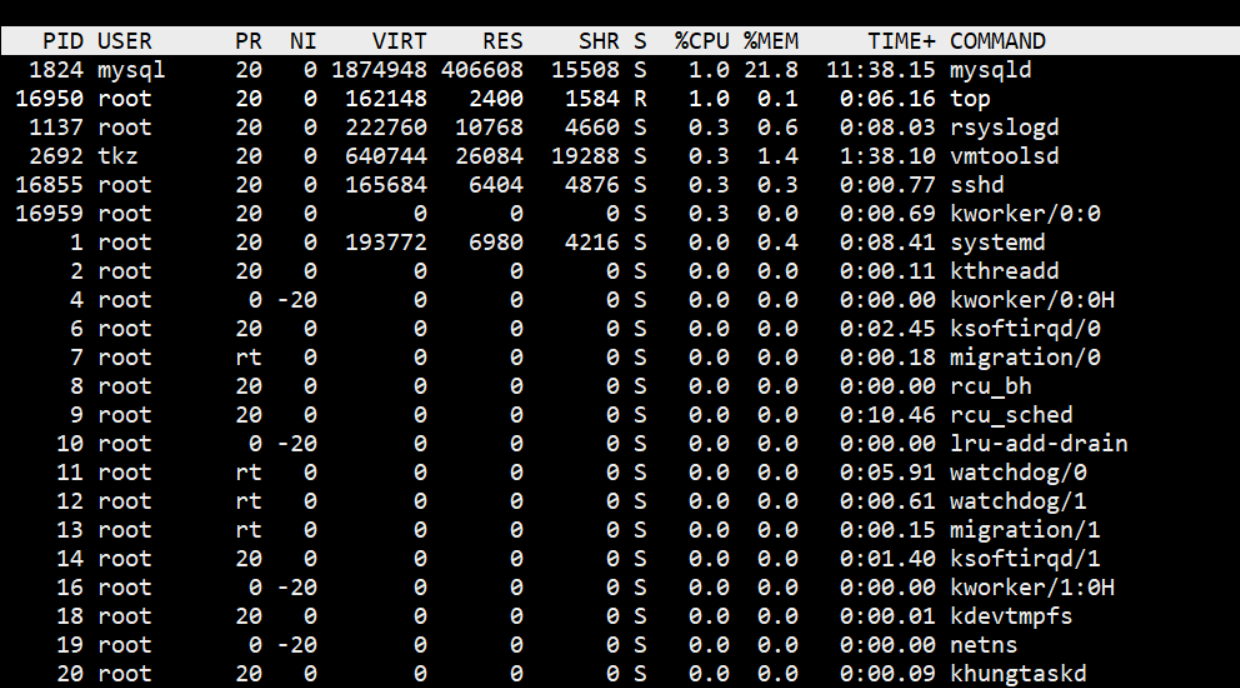 PID USER      PR  NI    VIRT    RES    SHR S  %CPU %MEM     TIME+ COMMAND
1824 mysql     20   0 1874948 406608  15508 S   1.0 21.8  11:38.15 mysqld
16950 root      20   0  162148   2400   1584 R   1.0  0.1   0:06.16 top
1137 root      20   0  222760  10768   4660 S   0.3  0.6   0:08.03 rsyslogd
2692 tkz       20   0  640744  26084  19288 S   0.3  1.4   1:38.10 vmtoolsd
16855 root      20   0  165684   6404   4876 S   0.3  0.3   0:00.77 sshd
16959 root      20   0       0      0      0 S   0.3  0.0   0:00.69 kworker/0:0
1 root      20   0  193772   6980   4216 S   0.0  0.4   0:08.41 systemd
2 root      20   0       0      0      0 S   0.0  0.0   0:00.11 kthreadd
4 root       0 -20       0      0      0 S   0.0  0.0   0:00.00 kworker/0:0H
6 root      20   0       0      0      0 S   0.0  0.0   0:02.45 ksoftirqd/0
7 root      rt   0       0      0      0 S   0.0  0.0   0:00.18 migration/0
8 root      20   0       0      0      0 S   0.0  0.0   0:00.00 rcu_bh
9 root      20   0       0      0      0 S   0.0  0.0   0:10.46 rcu_sched
10 root       0 -20       0      0      0 S   0.0  0.0   0:00.00 lru-add-drain
11 root      rt   0       0      0      0 S   0.0  0.0   0:05.91 watchdog/0
12 root      rt   0       0      0      0 S   0.0  0.0   0:00.61 watchdog/1
13 root      rt   0       0      0      0 S   0.0  0.0   0:00.15 migration/1
14 root      20   0       0      0      0 S   0.0  0.0   0:01.40 ksoftirqd/1
16 root       0 -20       0      0      0 S   0.0  0.0   0:00.00 kworker/1:0H
18 root      20   0       0      0      0 S   0.0  0.0   0:00.01 kdevtmpfs
19 root       0 -20       0      0      0 S   0.0  0.0   0:00.00 netns
20 root      20   0       0      0      0 S   0.0  0.0   0:00.09 khungtaskd